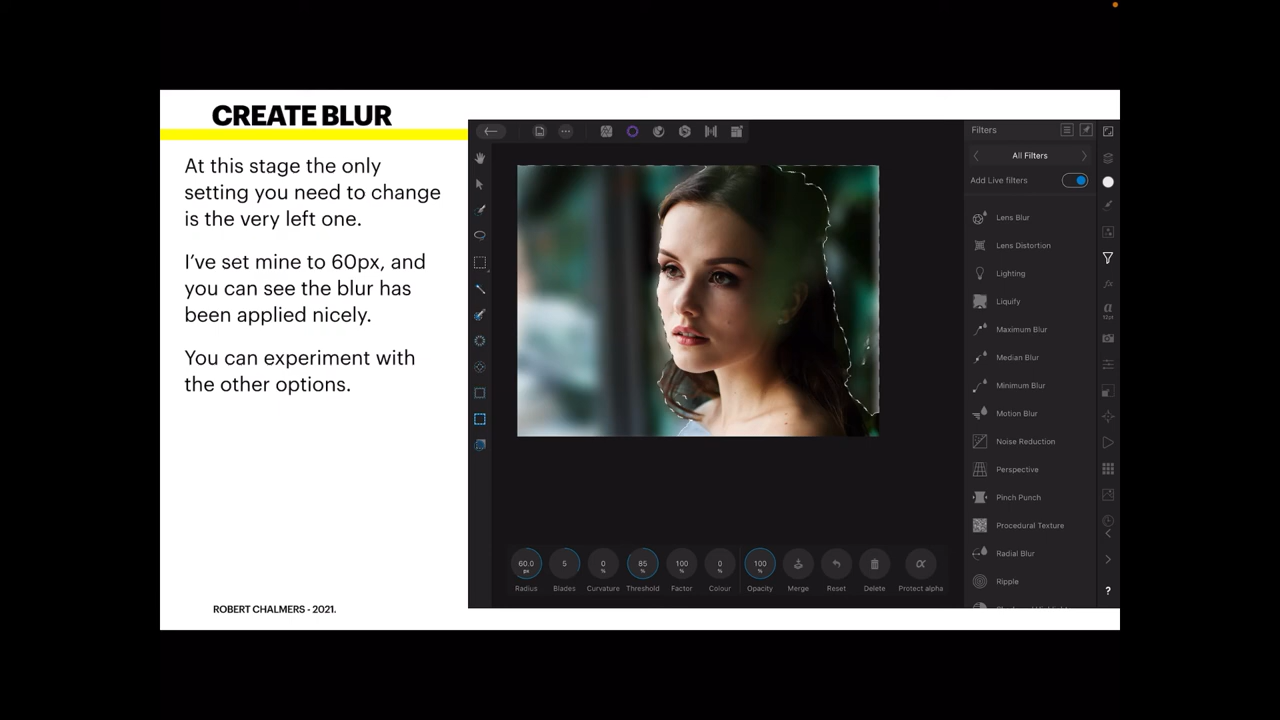 CREATE BLUR
At this stage the only
setting you need to change
is the very left one.
I've set mine to 60px, and
you can see the blur has
been applied nicely.
You can experiment with
the other options.
ROBERT CHALMERS - 2021.
Filters
All Filters
Add Live filters
Lens Blur
Lens Distortion
Lighting
Liquify
Maximum Blur
Median Blur
Minimum Blur
Motion Blur
Noise Reduction
Perspective
Pinch Punch
Procedural Texture
Radial Blur
Ripple
60.0 px
Radius
5
Blades
0 %
Curvature
85 %
Threshold
100 %
Factor
0 %
Colour
100 %
Opacity
Merge
Reset
Delete
Protect alpha
?